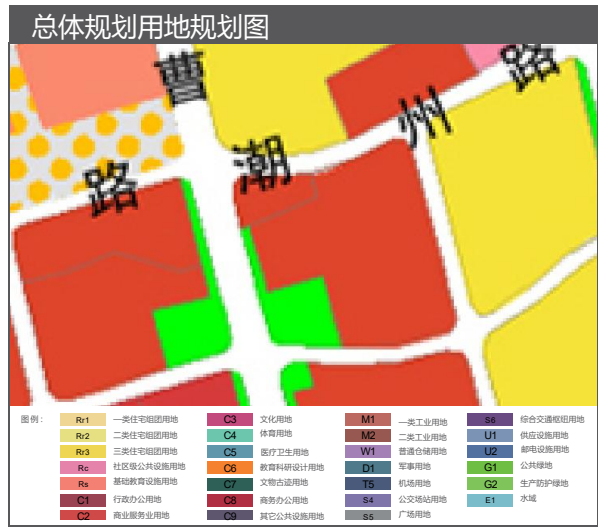 总体规划用地规划图
曹
路
州
潮
路
图例：
Rr1 一类住宅组团用地
Rr2 二类住宅组团用地
Rr3 三类住宅组团用地
Rc 社区级公共设施用地
Rs 基础教育设施用地
C1 行政办公用地
C2 商业服务业用地
C3 文化用地
C4 体育用地
C5 医疗卫生用地
C6 教育科研设计用地
C7 文物古迹用地
C8 商务办公用地
C9 其它公共设施用地
M1 一类工业用地
M2 二类工业用地
W1 普通仓储用地
D1 军事用地
T5 机场用地
S4 公交场站用地
S5 广场用地
S6 综合交通枢纽用地
U1 供应设施用地
U2 邮电设施用地
G1 公共绿地
G2 生产防护绿地
E1 水域